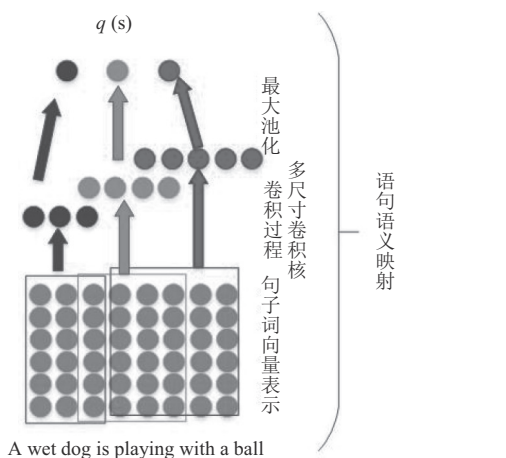 q (s)
最大池化
多尺寸卷积核
卷积过程
句子词向量表示
语句语义映射
A wet dog is playing with a ball